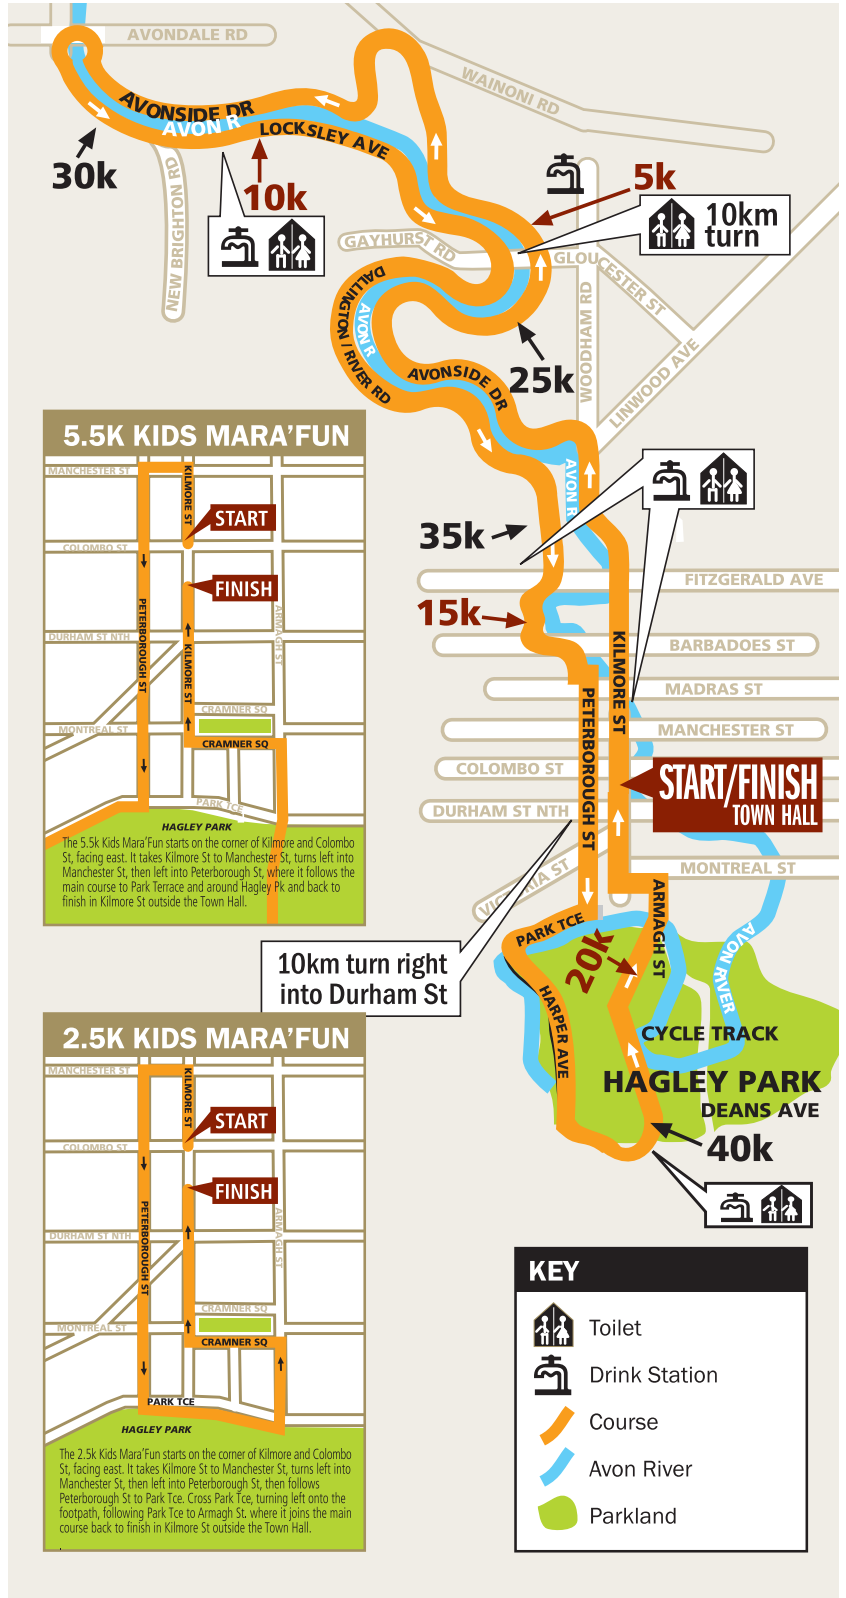 AVONDALE RD
WAINONI RD
AVONSIDE DR
AVON R
LOCKSLEY AVE
30k
10k
5k
NEW BRIGHTON RD
10km
turn
GAYHURST RD
GLOUCESTER ST
DALLINGTON / RIVER RD
AVON R
WOODHAM RD
LINWOOD AVE
25k
AVONSIDE DR
AVON R
35k
15k
FITZGERALD AVE
BARBADOES ST
KILMORE ST
MADRAS ST
PETERBOROUGH ST
MANCHESTER ST
COLOMBO ST
START/FINISH
TOWN HALL
DURHAM ST NTH
MONTREAL ST
VICTORIA ST
ARMAGH ST
PARK TCE
20k
AVON RIVER
HARPER AVE
CYCLE TRACK
HAGLEY PARK
DEANS AVE
40k
10km turn right
into Durham St
5.5K KIDS MARA'FUN
MANCHESTER ST
KILMORE ST
START
COLOMBO ST
FINISH
PETERBOROUGH ST
ARMAGH ST
DURHAM ST NTH
KILMORE ST
CRAMNER SQ
MONTREAL ST
CRAMNER SQ
PARK TCE
HAGLEY PARK
The 5.5k Kids Mara'Fun starts on the corner of Kilmore and Colombo
St, facing east. It takes Kilmore St to Manchester St, turns left into
Manchester St, then left into Peterborough St, where it follows the
main course to Park Terrace and around Hagley Pk and back to
finish in Kilmore St outside the Town Hall.
2.5K KIDS MARA'FUN
MANCHESTER ST
KILMORE ST
START
COLOMBO ST
FINISH
PETERBOROUGH ST
ARMAGH ST
DURHAM ST NTH
CRAMNER SQ
MONTREAL ST
CRAMNER SQ
PARK TCE
HAGLEY PARK
The 2.5k Kids Mara'Fun starts on the corner of Kilmore and Colombo
St, facing east. It takes Kilmore St to Manchester St, turns left into
Manchester St, then left into Peterborough St, then follows
Peterborough St to Park Tce. Cross Park Tce, turning left onto the
footpath, following Park Tce to Armagh St. where it joins the main
course back to finish in Kilmore St outside the Town Hall.
KEY
Toilet
Drink Station
Course
Avon River
Parkland